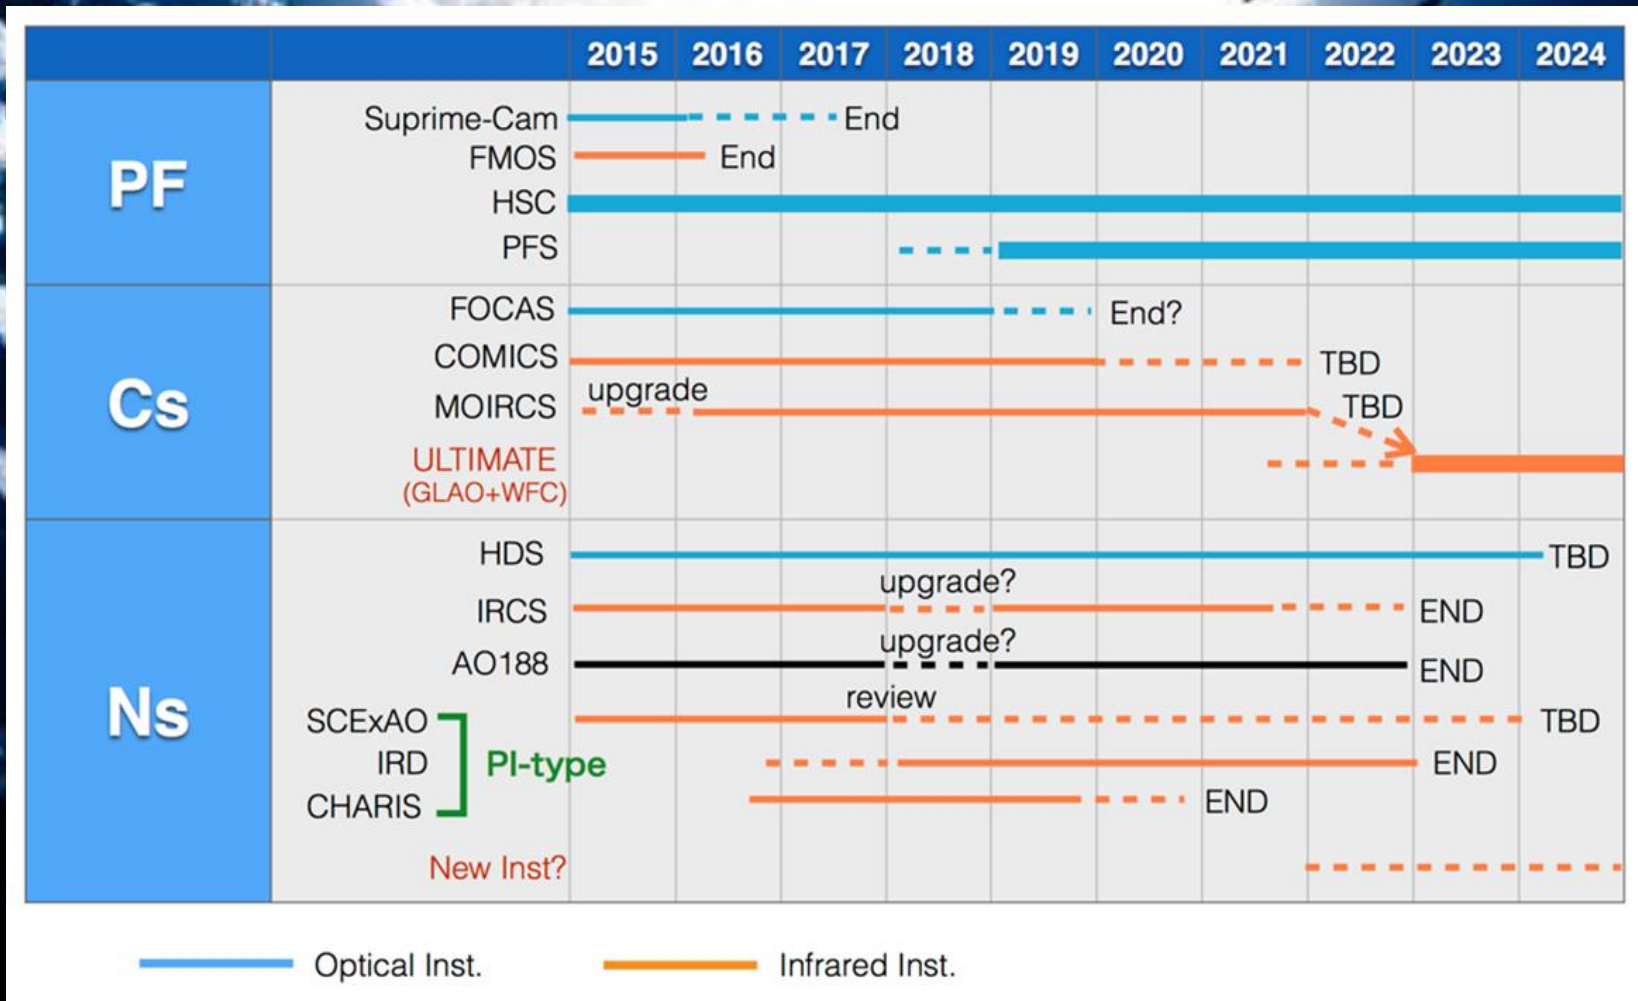 2015 2016 2017 2018 2019 2020 2021 2022 2023 2024
PF
Suprime-Cam End
FMOS End
HSC
PFS
Cs
FOCAS End?
COMICS TBD
upgrade
MOIRCS TBD
ULTIMATE
(GLAO+WFC)
Ns
HDS TBD
upgrade?
IRCS END
upgrade?
AO188 END
review
SCExAO TBD
IRD PI-type END
CHARIS END
New Inst?
Optical Inst. Infrared Inst.